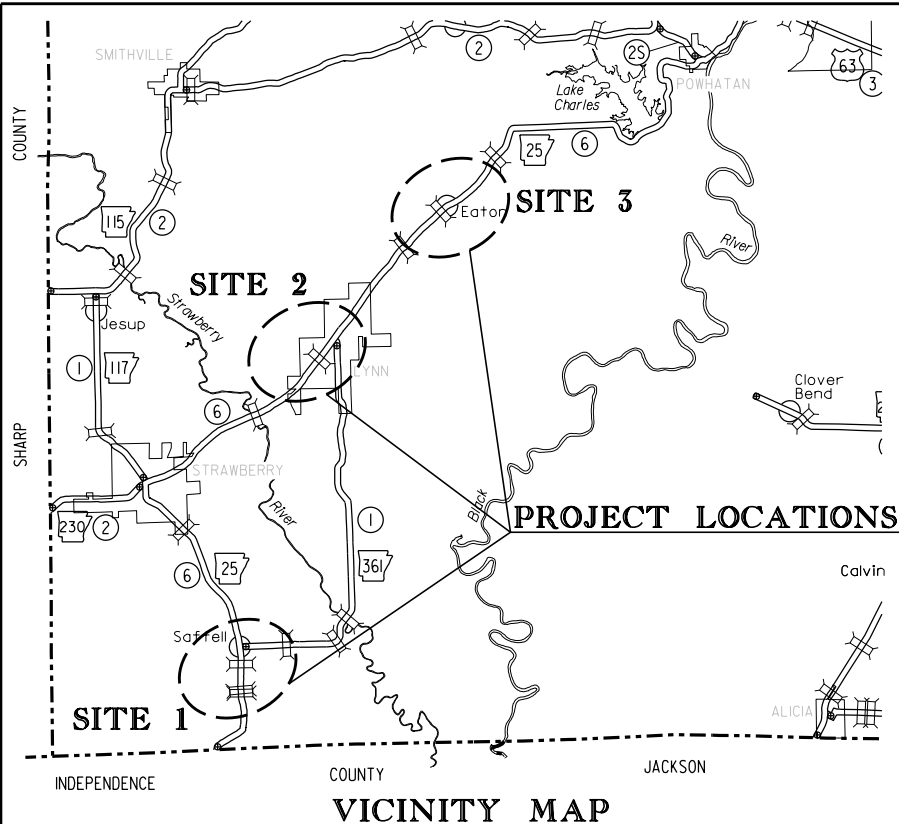 SMITHVILLE
2
2S
POWHATAN
63
3
Lake
Charles
COUNTY
25
6
115
2
Eaton
SITE 3
River
SITE 2
Strawberry
Jesup
1
117
LYNN
Clover
Bend
6
SHARP
STRAWBERRY
River
Black
230
2
1
PROJECT LOCATIONS
6
25
361
Calvin
Saffell
SITE 1
ALICIA
INDEPENDENCE
COUNTY
JACKSON
VICINITY MAP